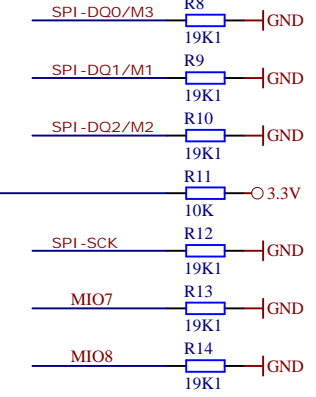 R8
SPI-DQ0/M3 GND
19K1
R9
SPI-DQ1/M1 GND
19K1
R10
SPI-DQ2/M2 GND
19K1
R11
3.3V
10K
R12
SPI-SCK GND
19K1
R13
MIO7 GND
19K1
R14
MIO8 GND
19K1